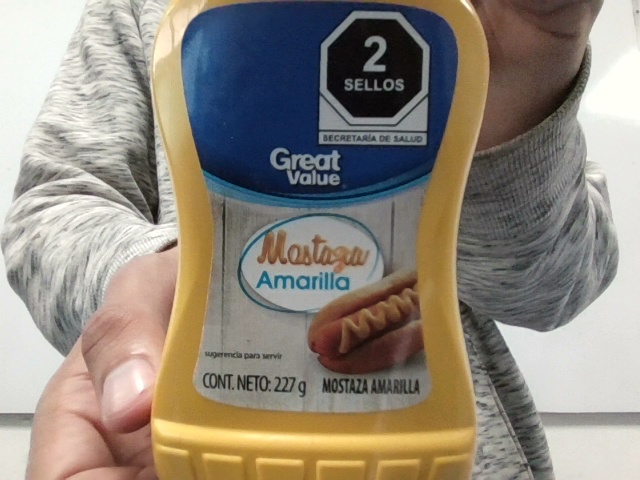 2
SELLOS
SECRETARÍA DE SALUD
Great
Value
Mostaza
Amarilla
sugerencia para servir
CONT. NETO: 227 g MOSTAZA AMARILLA